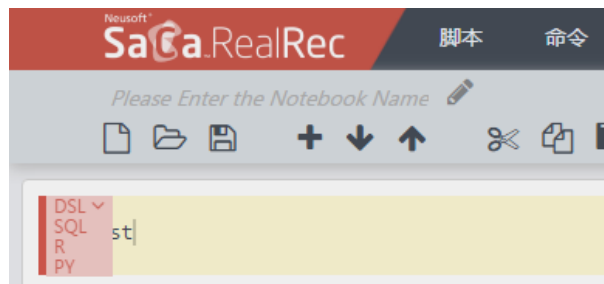 Neusoft
SaCa.RealRec
脚本 命令
Please Enter the Notebook Name
DSL
SQL
st
R
PY